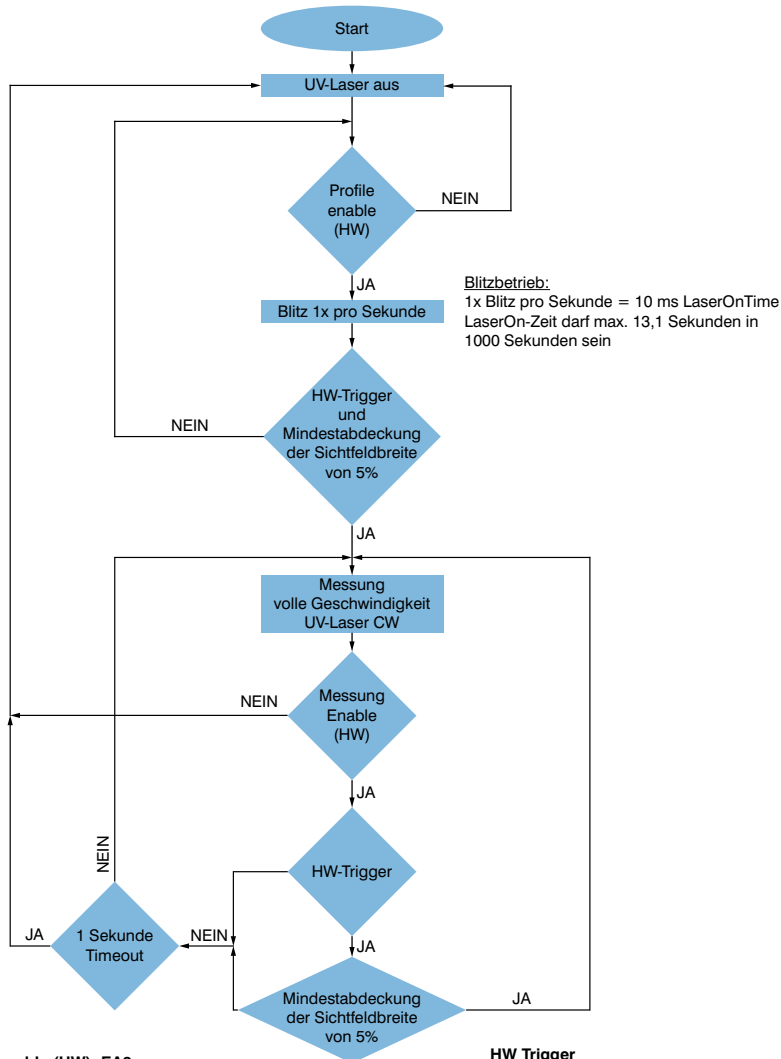 Start
UV-Laser aus
Profile
enable
(HW)
NEIN
JA
Blitzbetrieb:
1x Blitz pro Sekunde = 10 ms LaserOnTime
LaserOn-Zeit darf max. 13,1 Sekunden in
1000 Sekunden sein
Blitz 1x pro Sekunde
HW-Trigger
und
Mindestabdeckung
der Sichtfeldbreite
von 5%
NEIN
JA
Messung
volle Geschwindigkeit
UV-Laser CW
Messung
Enable
(HW)
NEIN
JA
HW-Trigger
NEIN
JA
1 Sekunde
Timeout
NEIN
JA
Mindestabdeckung
der Sichtfeldbreite
von 5%
JA
(HW)
HW Trigger